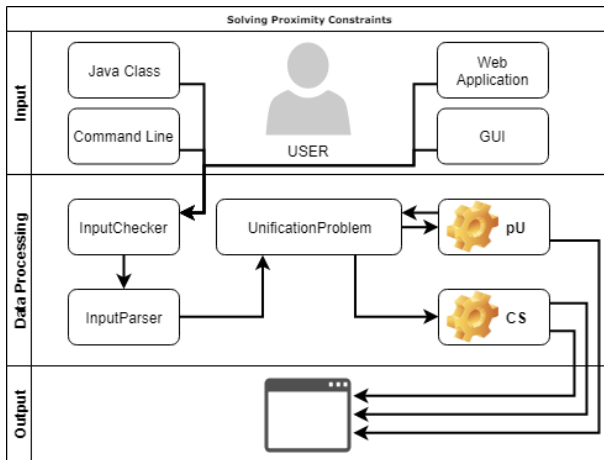 Solving Proximity Constraints
Input
Java Class
Web
Application
Command Line
USER
GUI
Data Processing
InputChecker
UnificationProblem
pU
InputParser
CS
Output